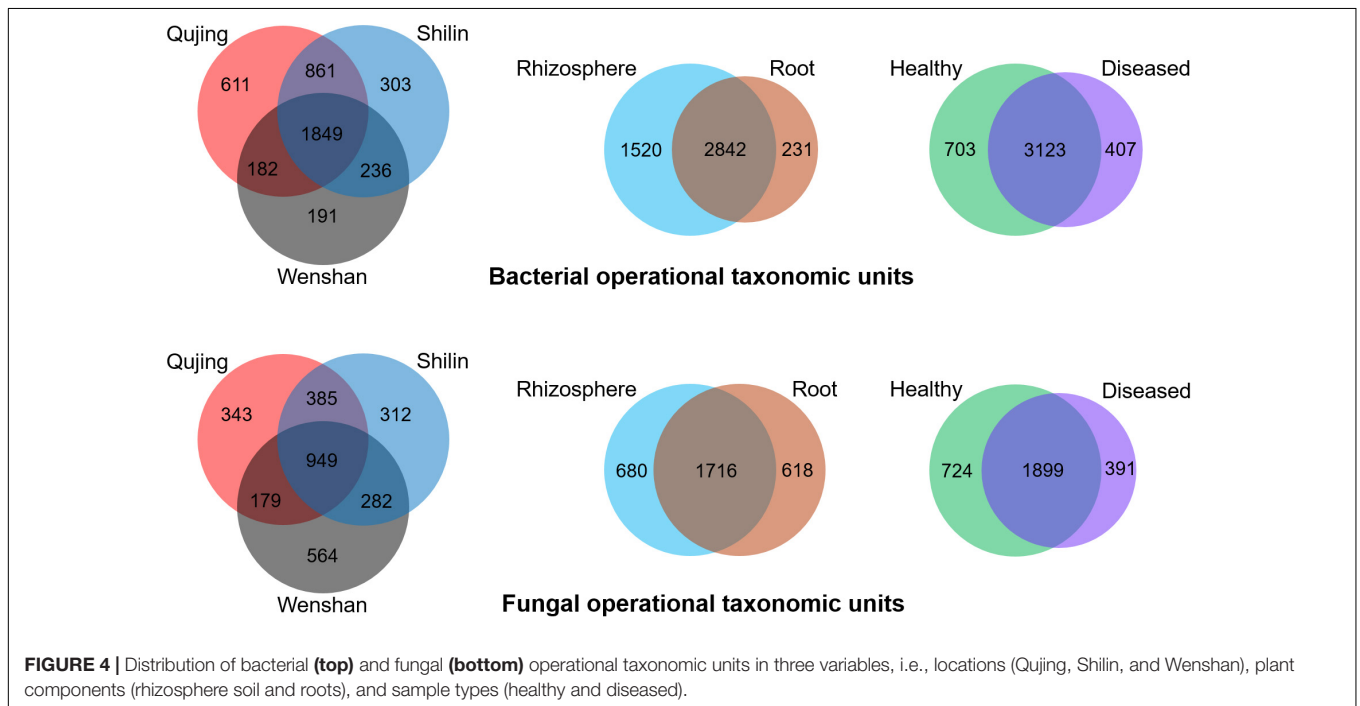 Qujing
Shilin
611
861
303
1849
182
236
191
Wenshan
Rhizosphere
Root
1520
2842
231
Healthy
Diseased
703
3123
407
Bacterial operational taxonomic units
Qujing
Shilin
343
385
312
949
179
282
564
Wenshan
Rhizosphere
Root
680
1716
618
Healthy
Diseased
724
1899
391
Fungal operational taxonomic units
FIGURE 4 | Distribution of bacterial (top) and fungal (bottom) operational taxonomic units in three variables, i.e., locations (Qujing, Shilin, and Wenshan), plant
components (rhizosphere soil and roots), and sample types (healthy and diseased).